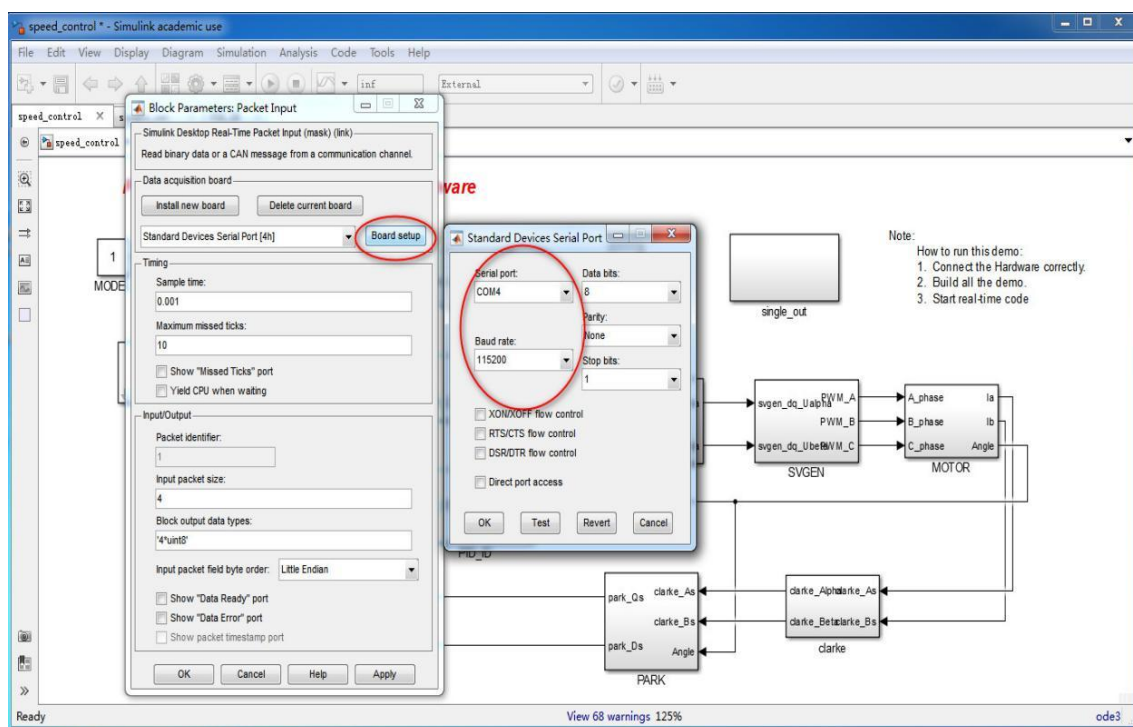 speed_control * - Simulink academic use
File Edit View Display Diagram Simulation Analysis Code Tools Help
inf
External
speed_control X s
speed_control
ware
1
MODE
Block Parameters: Packet Input
Simulink Desktop Real-Time Packet Input (mask) (link)
Read binary data or a CAN message from a communication channel.
Data acquisition board
Install new board
Delete current board
Standard Devices Serial Port [4h]
Board setup
Timing
Sample time:
0.001
Maximum missed ticks:
10
Show "Missed Ticks" port
Yield CPU when waiting
Input/Output
Packet identifier:
1
Input packet size:
4
Block output data types:
'4*uint8'
Input packet field byte order: Little Endian
Show "Data Ready" port
Show "Data Error" port
Show packet timestamp port
OK Cancel Help Apply
Standard Devices Serial Port
Serial port: Data bits:
COM4 8
Parity:
None
Baud rate:
115200
Stop bits:
1
XON/XOFF flow control
RTS/CTS flow control
DSR/DTR flow control
Direct port access
OK Test Revert Cancel
single_out
Note:
How to run this demo:
1. Connect the Hardware correctly.
2. Build all the demo.
3. Start real-time code
svgen_dq_Ualpha PWM_A
PWM_B
svgen_dq_Ubeta PWM_C
SVGEN
A_phase Ia
B_phase Ib
C_phase Angle
MOTOR
PID_ID
park_Qs clarke_As
clarke_Bs
park_Ds Angle
PARK
clarke_Alpha clarke_As
clarke_Beta clarke_Bs
clarke
Ready
View 68 warnings 125%
ode3